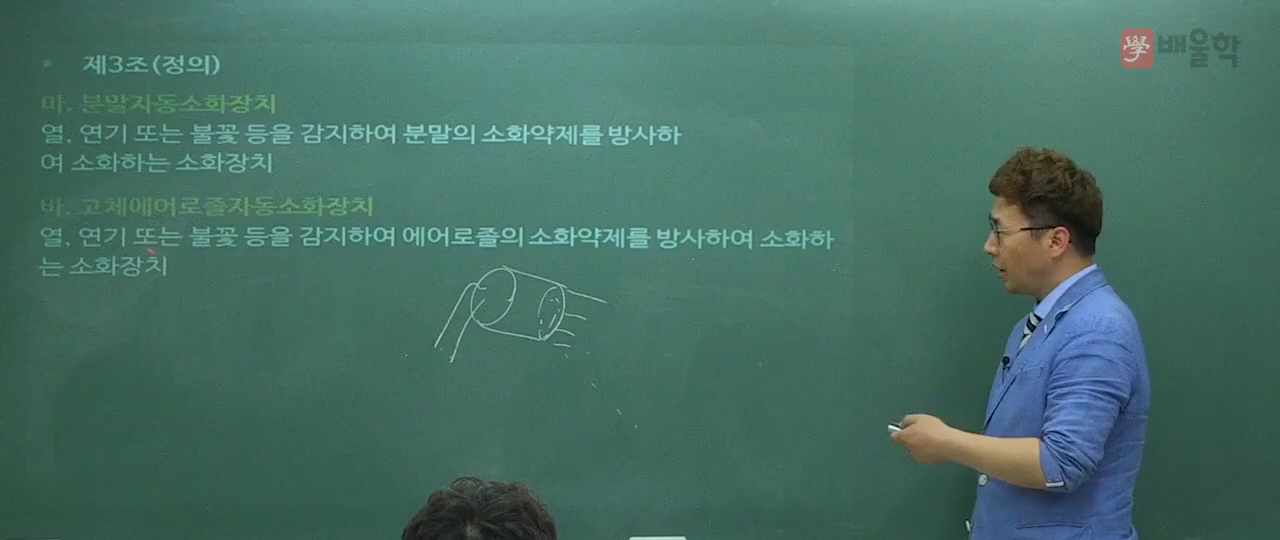 學 배울학
• 제3조(정의)
마. 분말자동소화장치
열, 연기 또는 불꽃 등을 감지하여 분말의 소화약제를 방사하
여 소화하는 소화장치
바. 고체에어로졸자동소화장치
열, 연기 또는 불꽃 등을 감지하여 에어로졸의 소화약제를 방사하여 소화하
는 소화장치